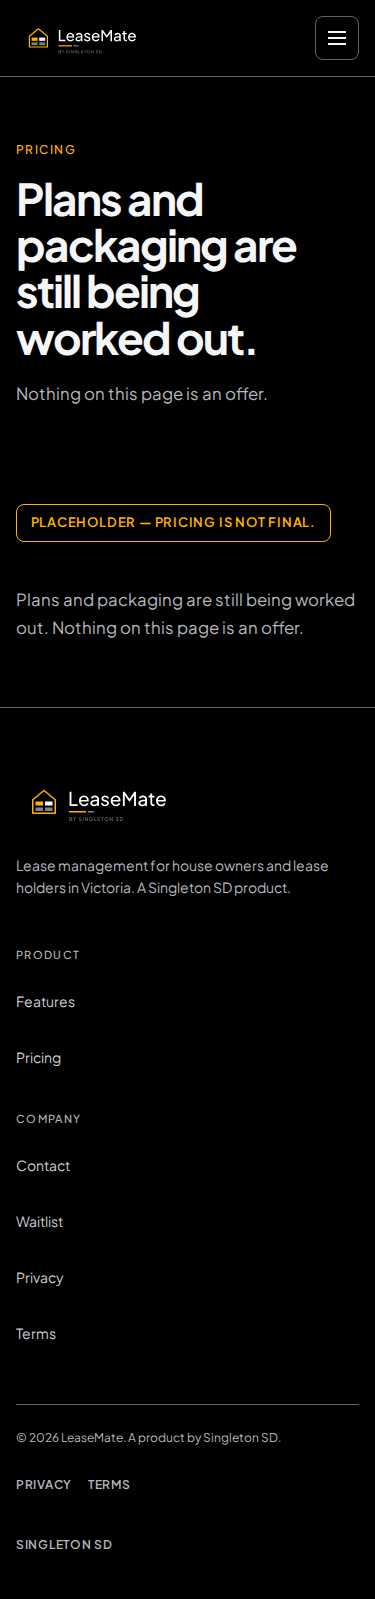 LeaseMate
BY SINGLETON SD
PRICING
Plans and
packaging are
still being
worked out.
Nothing on this page is an offer.
PLACEHOLDER — PRICING IS NOT FINAL.
Plans and packaging are still being worked
out. Nothing on this page is an offer.
LeaseMate
BY SINGLETON SD
Lease management for house owners and lease
holders in Victoria. A Singleton SD product.
PRODUCT
Features
Pricing
COMPANY
Contact
Waitlist
Privacy
Terms
© 2026 LeaseMate. A product by Singleton SD.
PRIVACY TERMS
SINGLETON SD